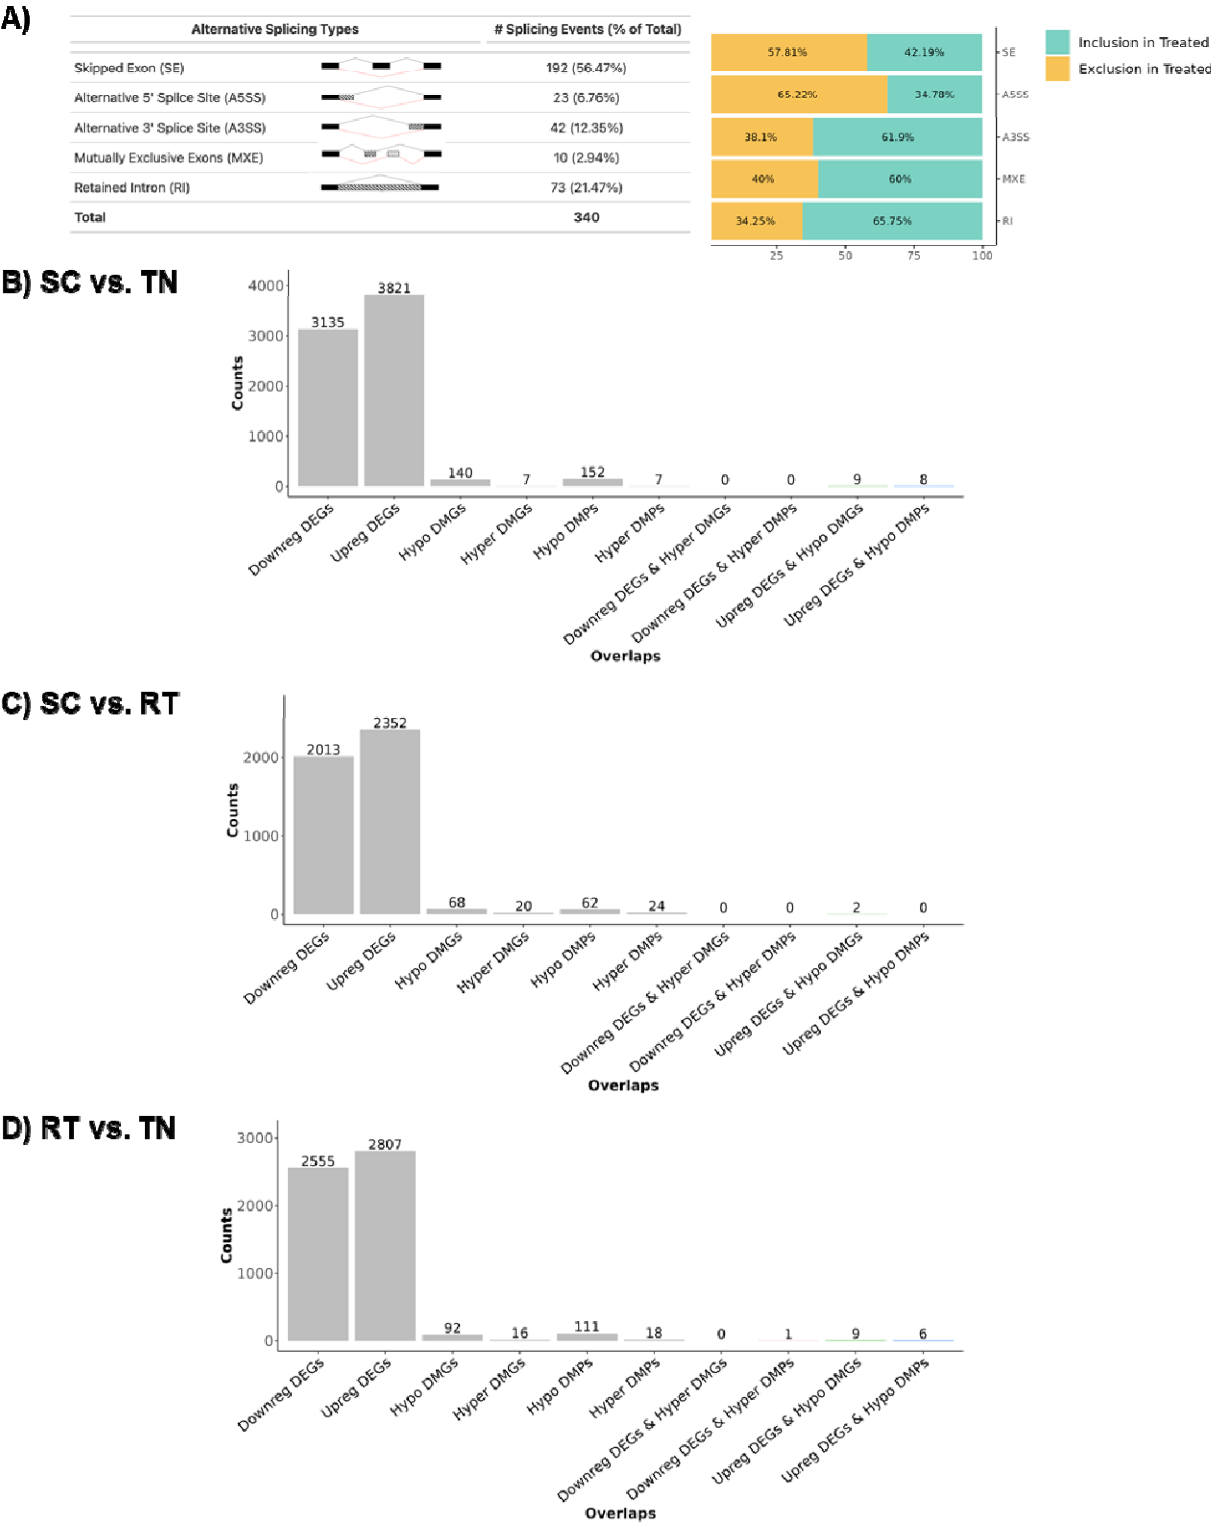 A)
Alternative Splicing Types # Splicing Events (% of Total)
Skipped Exon (SE) 192 (56.47%)
Alternative 5' Splice Site (A5SS) 23 (6.76%)
Alternative 3' Splice Site (A3SS) 42 (12.35%)
Mutually Exclusive Exons (MXE) 10 (2.94%)
Retained Intron (RI) 73 (21.47%)
Total 340
57.81% 42.19% SE
65.22% 34.78% A5SS
38.1% 61.9% A3SS
40% 60% MXE
34.25% 65.75% RI
25 50 75 100
Inclusion in Treated
Exclusion in Treated
B) SC vs. TN
Counts
4000
3000
2000
1000
0
3135 3821 140 7 152 7 0 0 9 8
Downreg DEGs
Upreg DEGs
Hypo DMGs
Hyper DMGs
Hypo DMPs
Hyper DMPs
Downreg DEGs & Hyper DMGs
Downreg DEGs & Hyper DMPs
Upreg DEGs & Hypo DMGs
Upreg DEGs & Hypo DMPs
Overlaps
C) SC vs. RT
Counts
2000
1000
0
2013 2352 68 20 62 24 0 0 2 0
Downreg DEGs
Upreg DEGs
Hypo DMGs
Hyper DMGs
Hypo DMPs
Hyper DMPs
Downreg DEGs & Hyper DMGs
Downreg DEGs & Hyper DMPs
Upreg DEGs & Hypo DMGs
Upreg DEGs & Hypo DMPs
Overlaps
D) RT vs. TN
Counts
3000
2000
1000
0
2555 2807 92 16 111 18 0 1 9 6
Downreg DEGs
Upreg DEGs
Hypo DMGs
Hyper DMGs
Hypo DMPs
Hyper DMPs
Downreg DEGs & Hyper DMGs
Downreg DEGs & Hyper DMPs
Upreg DEGs & Hypo DMGs
Upreg DEGs & Hypo DMPs
Overlaps